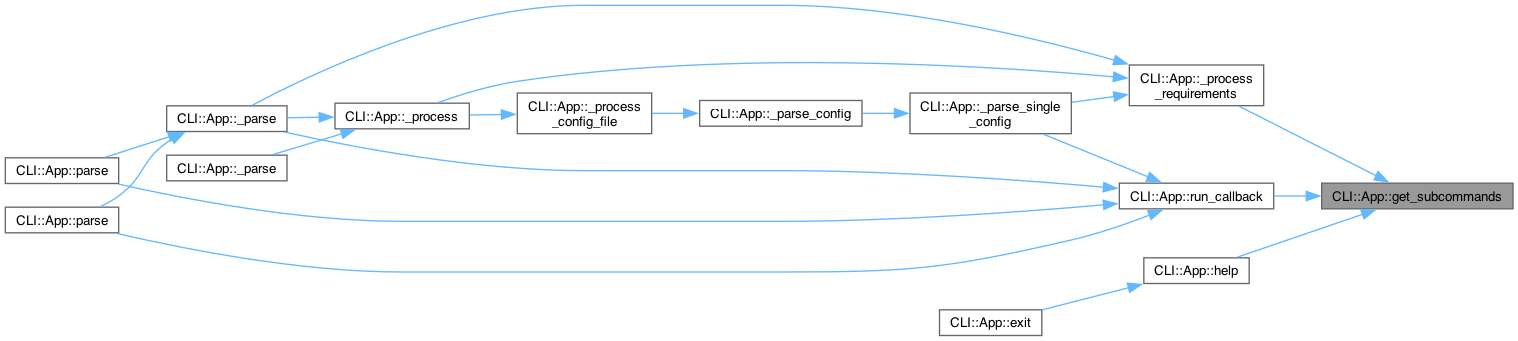 CLI::App::_process
_requirements
CLI::App::_parse
CLI::App::_process
CLI::App::_process
_config_file
CLI::App::_parse_config
CLI::App::_parse_single
_config
CLI::App::parse
CLI::App::_parse
CLI::App::run_callback
CLI::App::get_subcommands
CLI::App::parse
CLI::App::help
CLI::App::exit